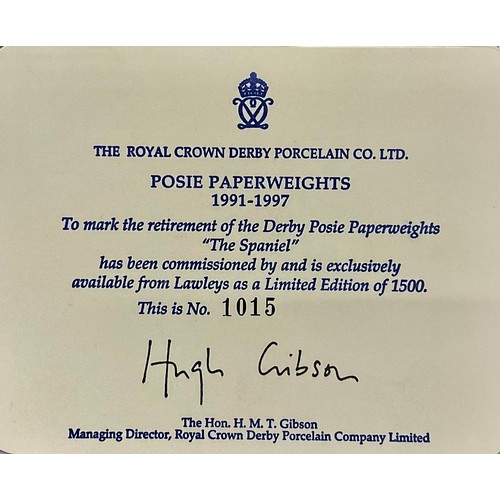 THE ROYAL CROWN DERBY PORCELAIN CO. LTD.
POSIE PAPERWEIGHTS
1991-1997
To mark the retirement of the Derby Posie Paperweights
“The Spaniel”
has been commissioned by and is exclusively
available from Lawleys as a Limited Edition of 1500.
This is No. 1015
Hugh Gibson
The Hon. H. M. T. Gibson
Managing Director, Royal Crown Derby Porcelain Company Limited